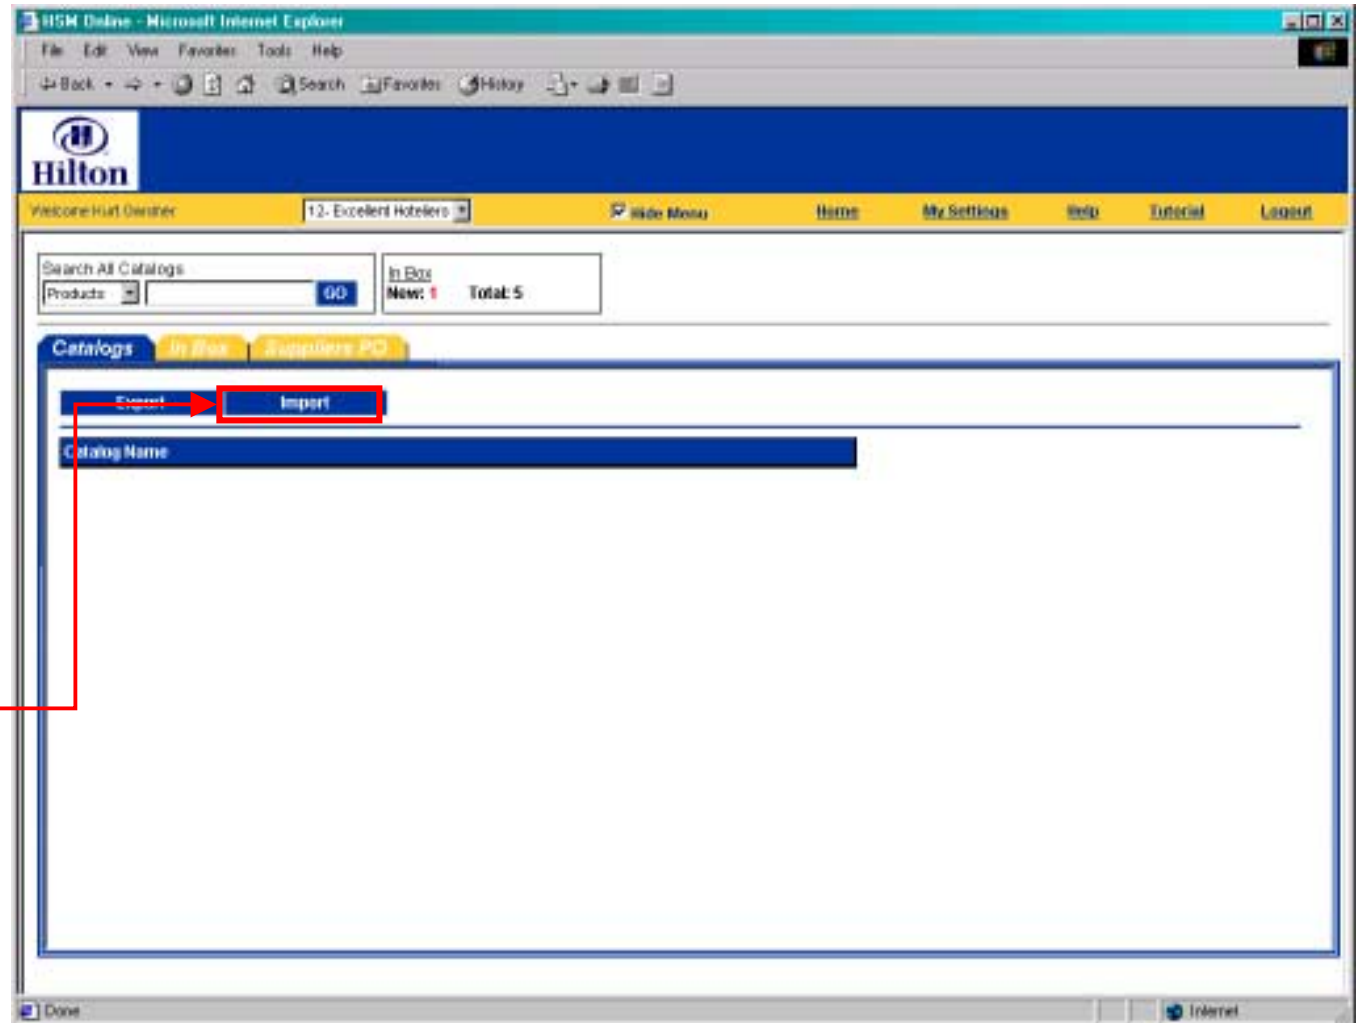 HSM Online - Microsoft Internet Explorer
File Edit View Favorites Tools Help
Back Search Favorites History
Hilton
Welcome
12- Excellent Hoteliers
Hide Menu
Home My Settings Help Tutorial Logout
Search All Catalogs
Products GO
In Box
New: 1 Total: 5
Catalogs In Box Suppliers PO
Export Import
Catalog Name
Done Internet